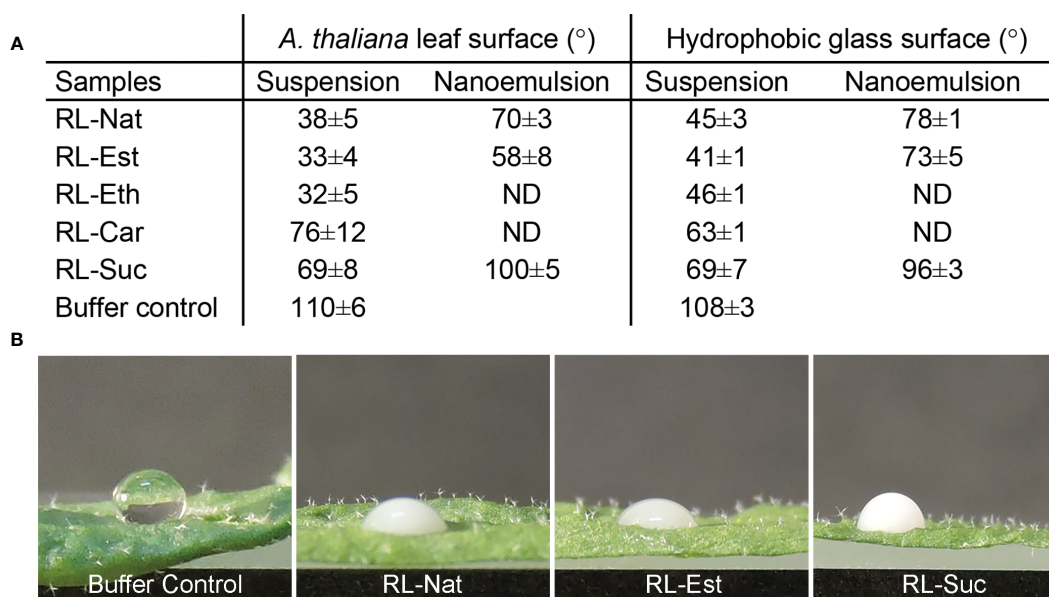 A
A. thaliana leaf surface (°) Hydrophobic glass surface (°)
Samples Suspension Nanoemulsion Suspension Nanoemulsion
RL-Nat 38±5 70±3 45±3 78±1
RL-Est 33±4 58±8 41±1 73±5
RL-Eth 32±5 ND 46±1 ND
RL-Car 76±12 ND 63±1 ND
RL-Suc 69±8 100±5 69±7 96±3
Buffer control 110±6 108±3
B
Buffer Control RL-Nat RL-Est RL-Suc